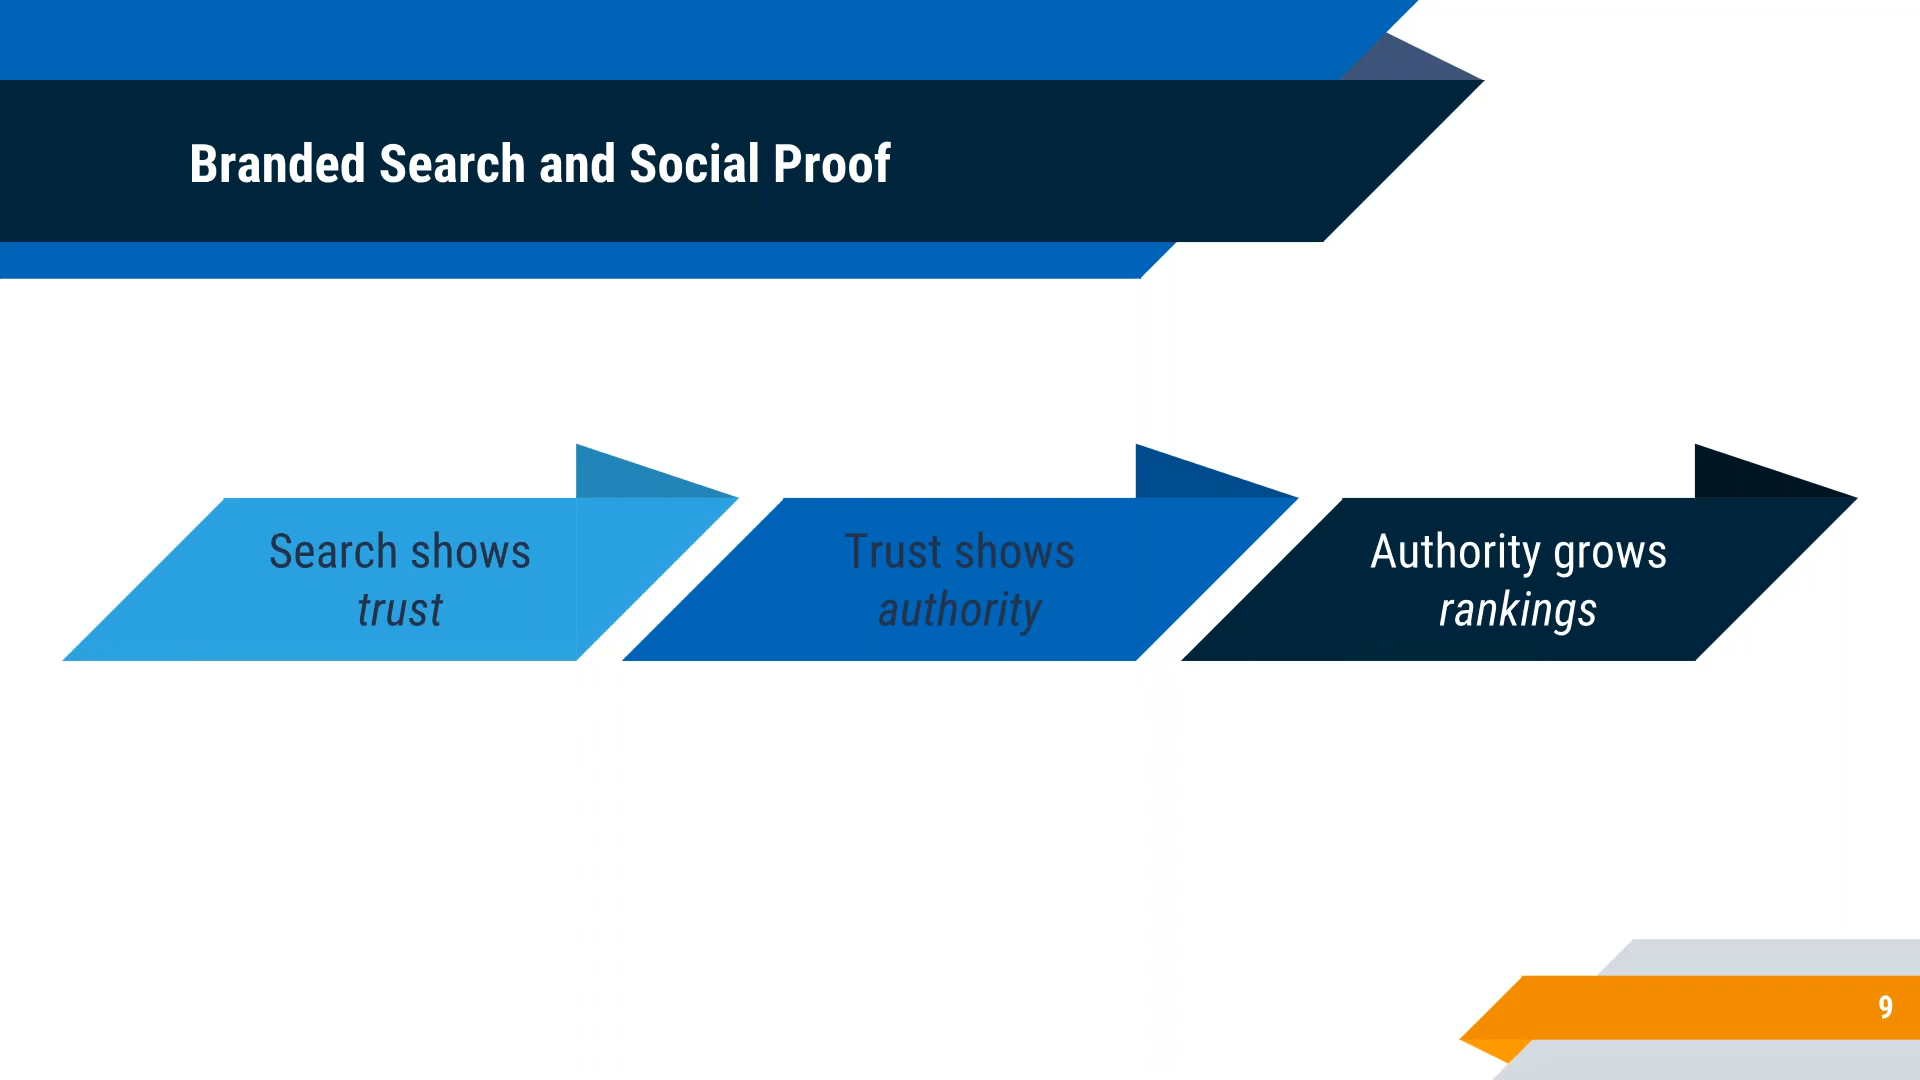 Branded Search and Social Proof
Search shows
trust
Trust shows
authority
Authority grows
rankings
9